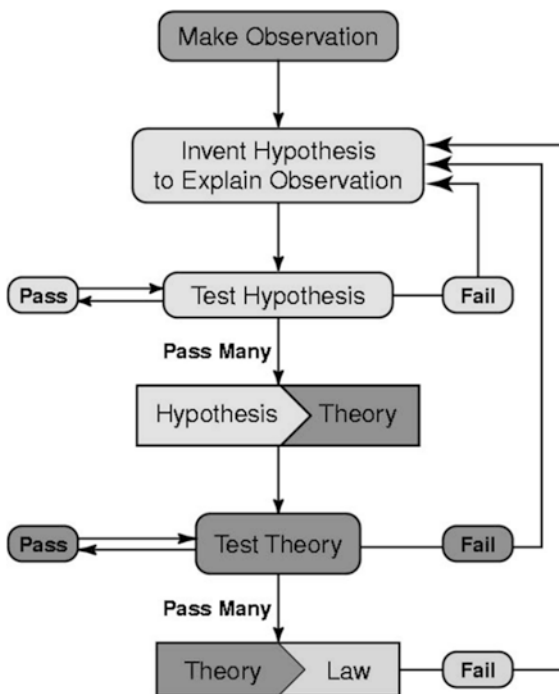 Make Observation
Invent Hypothesis
to Explain Observation
Pass
Test Hypothesis
Fail
Pass Many
Hypothesis
Theory
Pass
Test Theory
Fail
Pass Many
Theory
Law
Fail